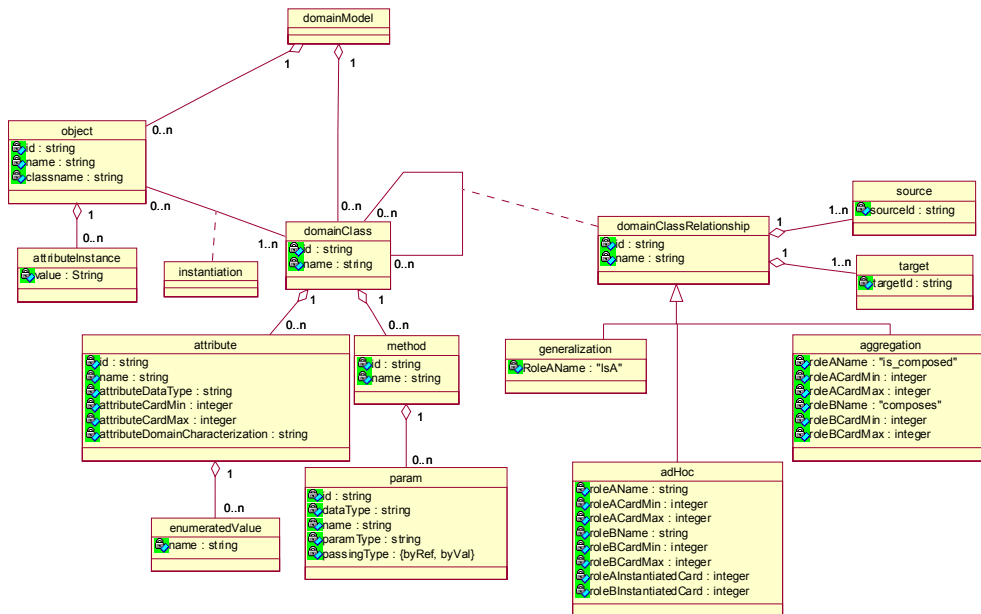 domainModel
1
1
0..n
object
id : string
name : string
classname : string
0..n
1
0..n
attributeInstance
value : String
instantiation
0..n
0..n
1..n
domainClass
id : string
name : string
0..n
domainClassRelationship
id : string
name : string
1
1..n
source
sourceId : string
1
1..n
target
targetId : string
1
0..n
attribute
id : string
name : string
attributeDataType : string
attributeCardMin : integer
attributeCardMax : integer
attributeDomainCharacterization : string
1
0..n
method
id : string
name : string
generalization
RoleAName : "IsA"
aggregation
roleAName : "is_composed"
roleACardMin : integer
roleACardMax : integer
roleBName : "composes"
roleBCardMin : integer
roleBCardMax : integer
1
0..n
enumeratedValue
name : string
1
0..n
param
id : string
dataType : string
name : string
paramType : string
passingType : {byRef, byVal}
adHoc
roleAName : string
roleACardMin : integer
roleACardMax : integer
roleBName : string
roleBCardMin : integer
roleBCardMax : integer
roleAInstantiatedCard : integer
roleBInstantiatedCard : integer